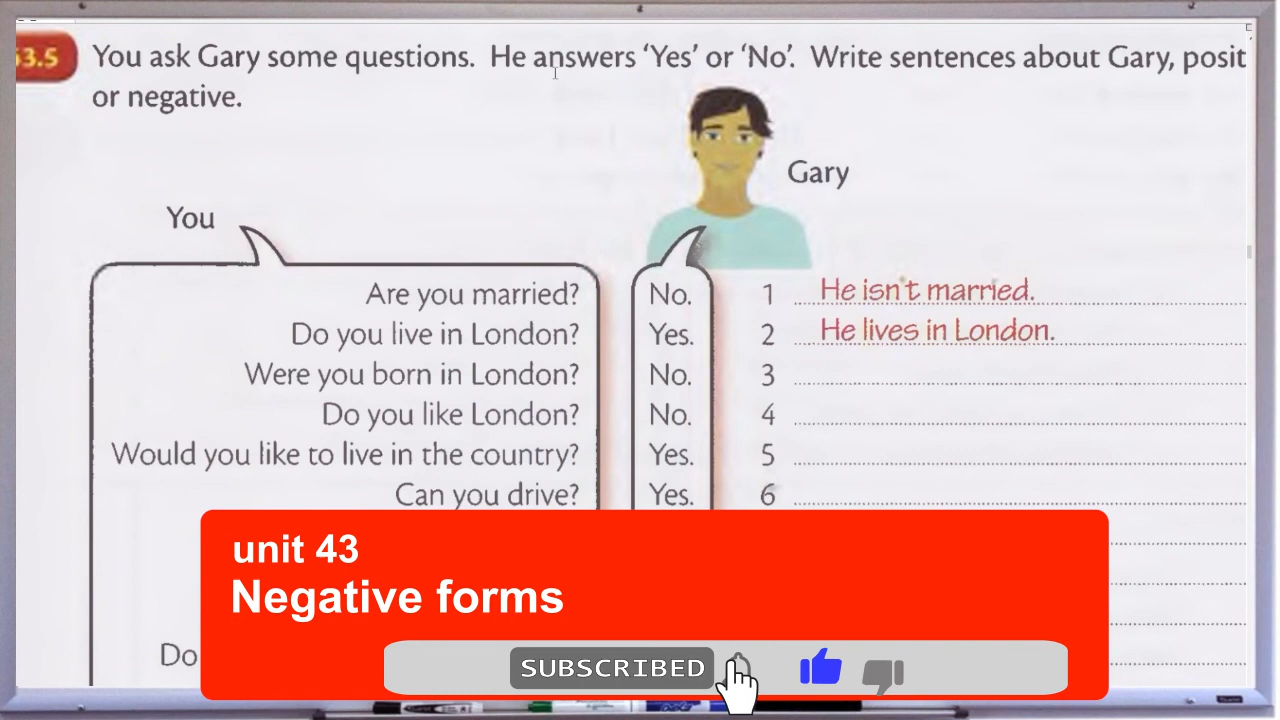 43.5 You ask Gary some questions. He answers ‘Yes’ or ‘No’. Write sentences about Gary, posit
or negative.
Gary
You
Are you married? No. 1 He isn't married.
Do you live in London? Yes. 2 He lives in London.
Were you born in London? No. 3
Do you like London? No. 4
Would you like to live in the country? Yes. 5
Can you drive? Yes. 6
unit 43
Negative forms
Do
SUBSCRIBED